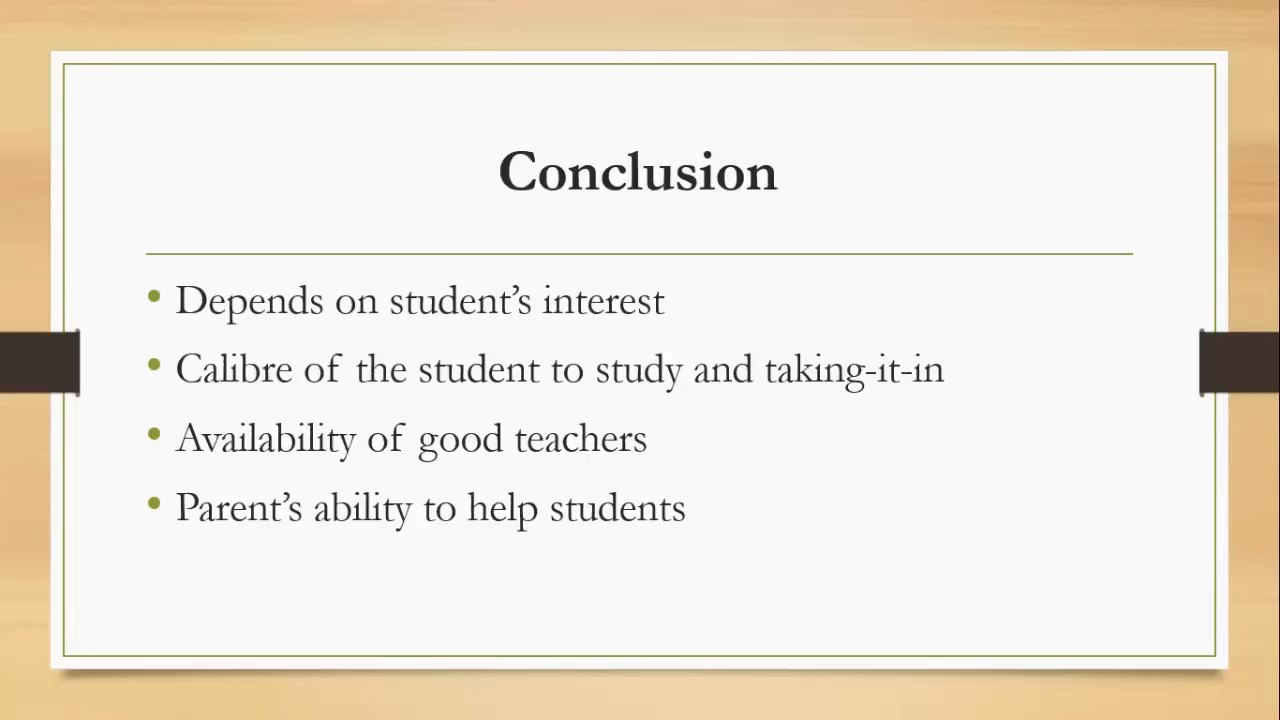 Conclusion
• Depends on student’s interest
• Calibre of the student to study and taking-it-in
• Availability of good teachers
• Parent’s ability to help students